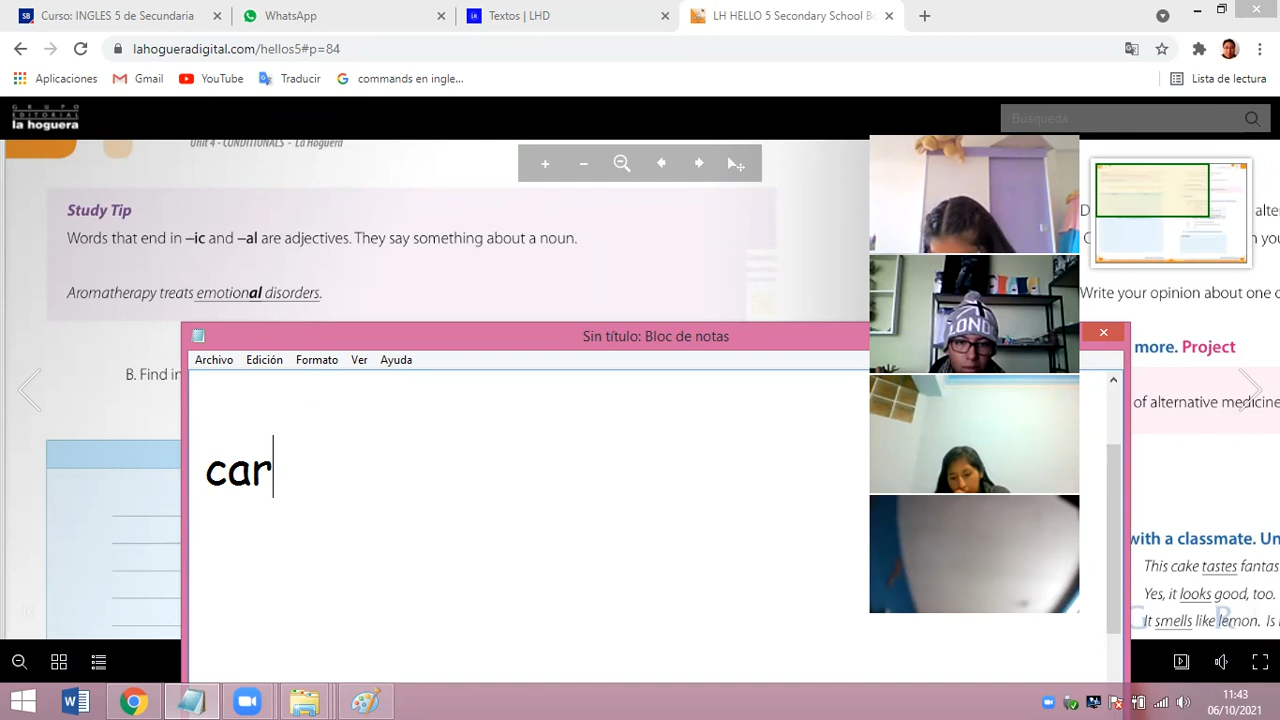 Curso: INGLES 5 de Secundaria
WhatsApp
Textos | LHD
LH HELLO 5 Secondary School Bo
lahogueradigital.com/hello5#p=84
Aplicaciones
Gmail
YouTube
Traducir
commands en ingle...
Lista de lectura
GRUPO
EDITORIAL
la hoguera
Búsqueda
Unit 4 - CONDITIONALS - La Hoguera
Study Tip
Words that end in –ic and –al are adjectives. They say something about a noun.
Aromatherapy treats emotional disorders.
Write your opinion about one
B. Find in
more. Project
of alternative medicine
with a classmate.
This cake tastes
Yes, it looks good, too.
It smells like lemon.
Sin título: Bloc de notas
Archivo
Edición
Formato
Ver
Ayuda
car
LOND
11:43
06/10/2021